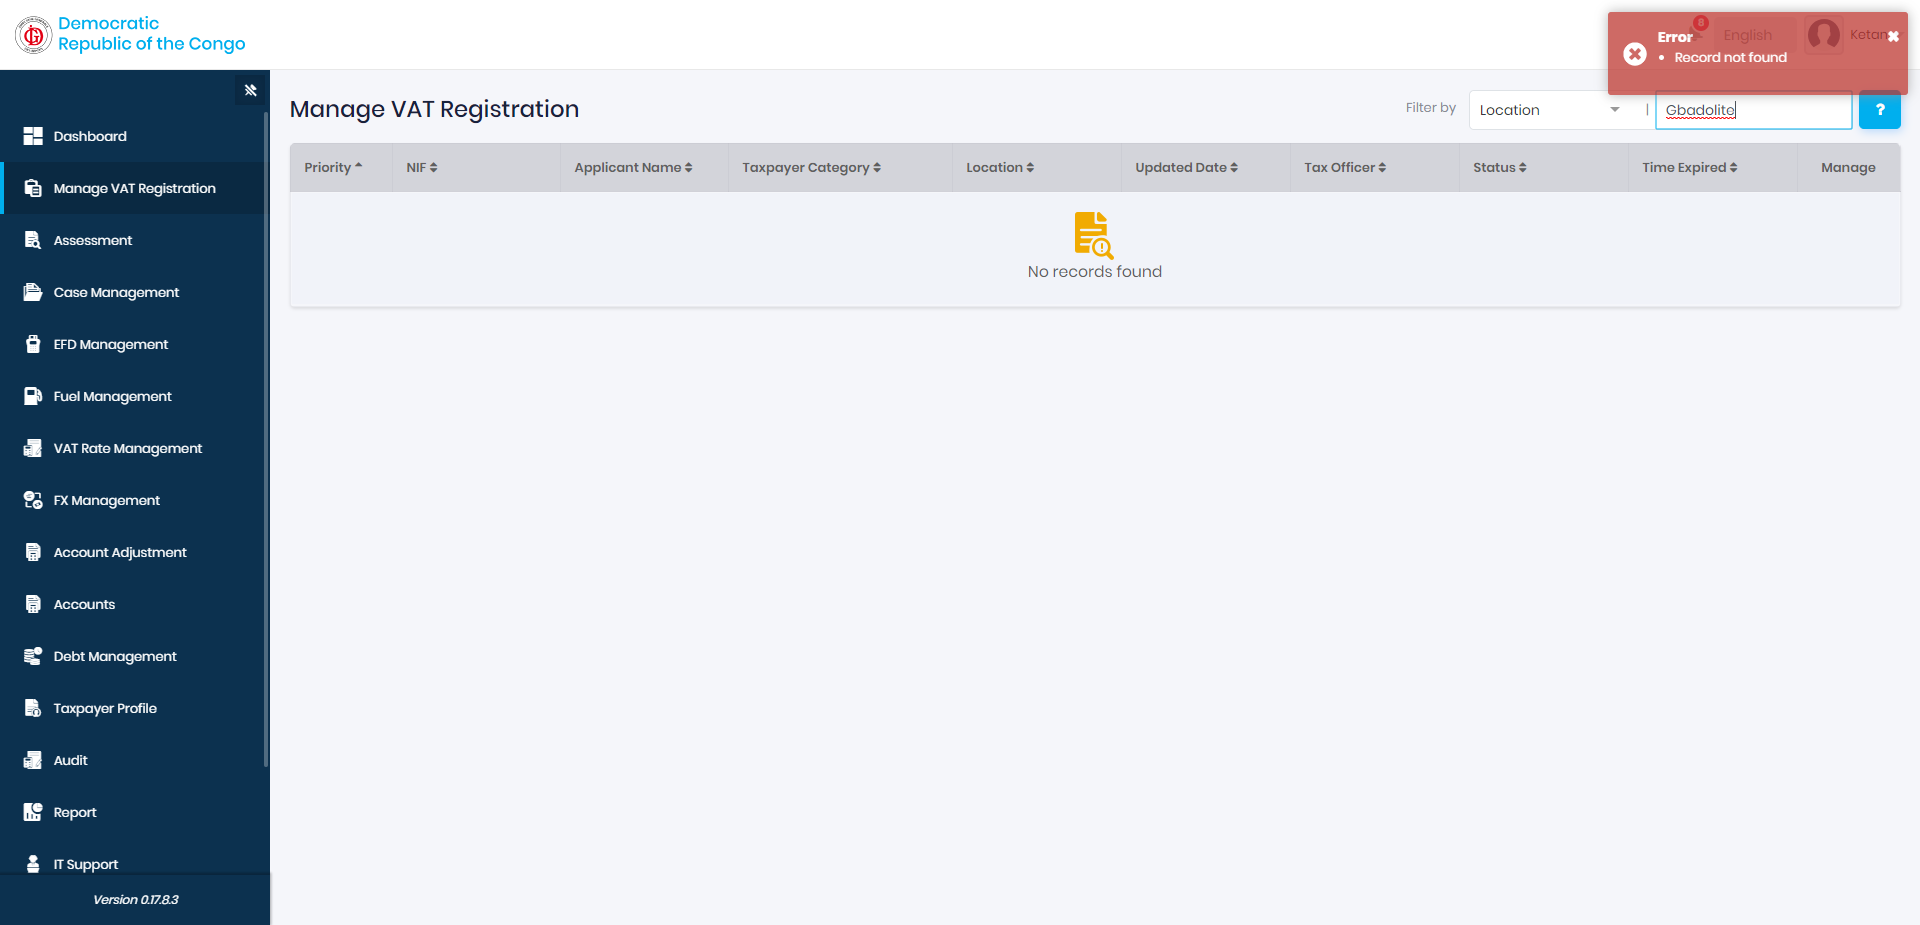 Democratic
Republic of the Congo
8
English
Ketan
Error
Record not found
Manage VAT Registration
Filter by
Location
Gbadolite
?
Priority
NIF
Applicant Name
Taxpayer Category
Location
Updated Date
Tax Officer
Status
Time Expired
Manage
No records found
Dashboard
Manage VAT Registration
Assessment
Case Management
EFD Management
Fuel Management
VAT Rate Management
FX Management
Account Adjustment
Accounts
Debt Management
Taxpayer Profile
Audit
Report
IT Support
Version 0.17.8.3